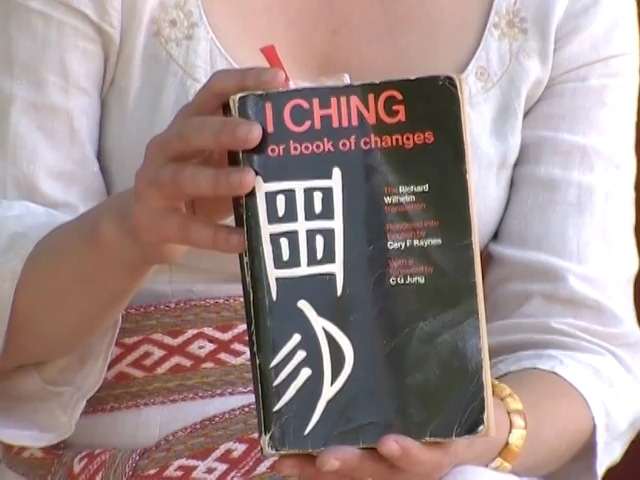 I CHING
or book of changes
The Richard
Wilhelm
translation
Rendered into
English by
Cary F Baynes
With a
foreword by
C G Jung